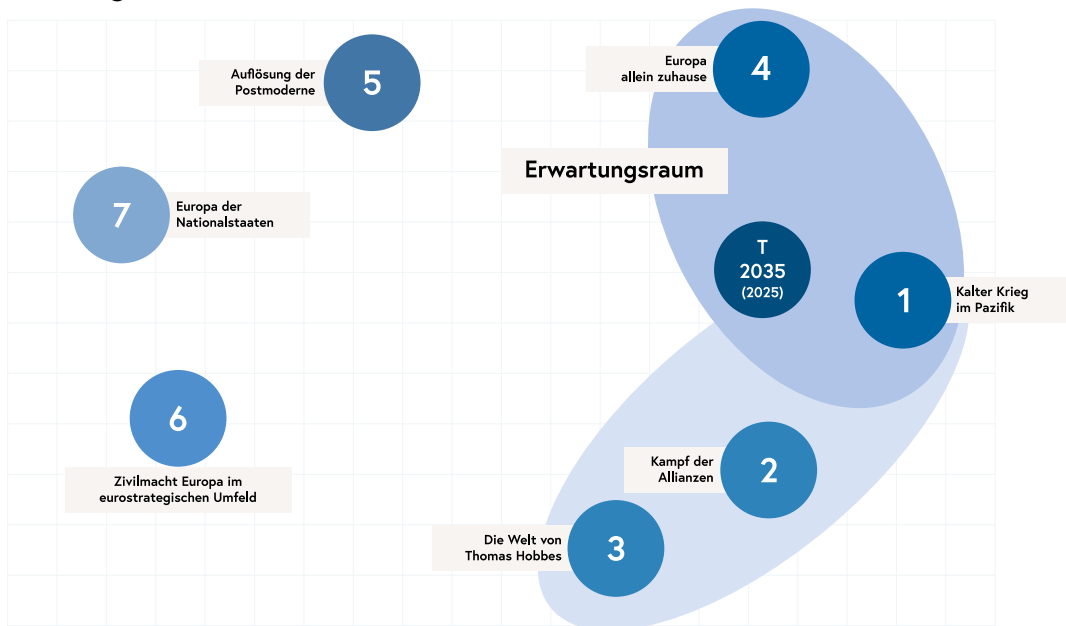 4
Europa
allein zuhause
5
Auflösung der
Postmoderne
Erwartungsraum
7
Europa der
Nationalstaaten
T
2035
(2025)
1
Kalter Krieg
im Pazifik
6
Zivilmacht Europa im
eurostrategischen Umfeld
2
Kampf der
Allianzen
3
Die Welt von
Thomas Hobbes